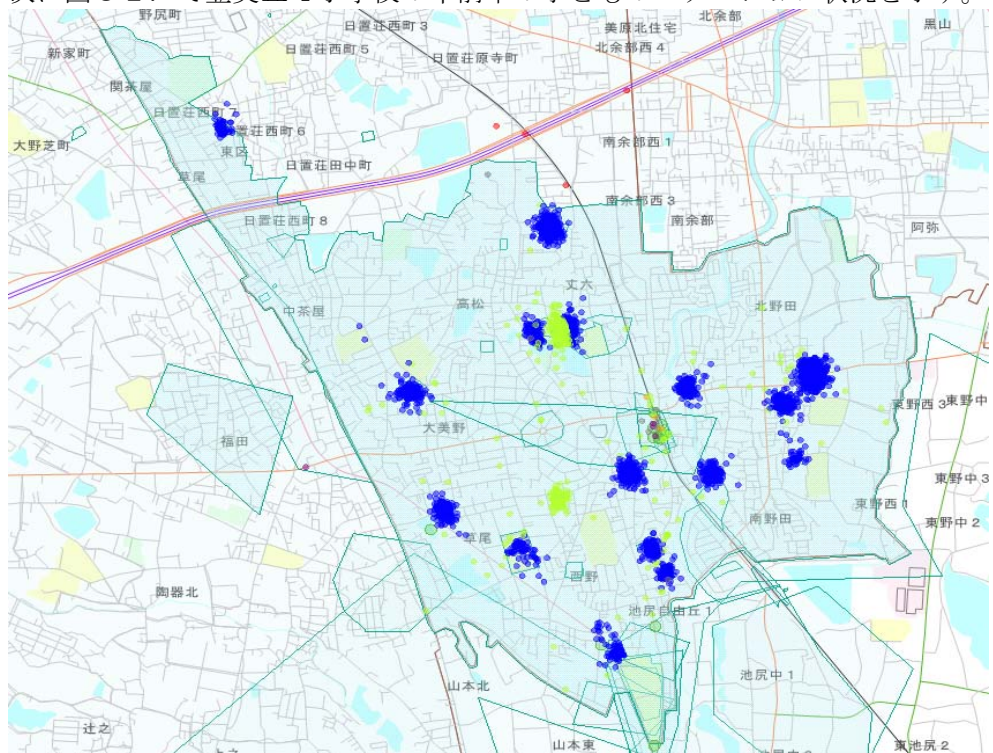 野尻町
日置荘西町3
美原北住宅
北余部
黒山
新家町
日置荘西町5
日置荘原寺町
北余部西4
関茶屋
日置荘西町7
大野芝町
日置荘西町6
東区
日置荘田中町
南余部西1
草尾
日置荘西町8
南余部西3
南余部
阿弥
中茶屋
高松
丈六
北野田
福田
大美野
東野西3
東野中
東野中3
草尾
南野田
東野西1
東野中2
西野
陶器北
池尻自由丘1
山本北
池尻中1
辻之
山本東
東池尻2